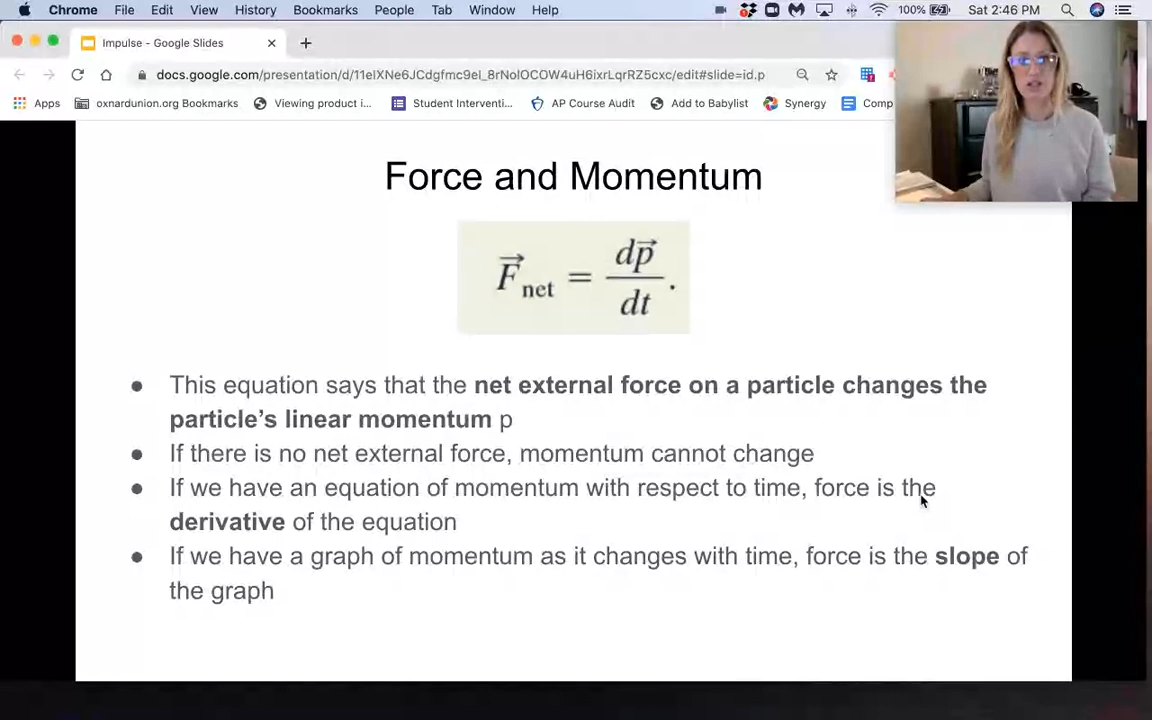 Chrome File Edit View History Bookmarks People Tab Window Help 100% Sat 2:46 PM
Impulse - Google Slides
docs.google.com/presentation/d/11elXNe6JCdgfmc9ei_8rNolOCOW4uH6ixrLqrRZ5cxc/edit#slide=id.p
Apps oxnardunion.org Bookmarks Viewing product i... Student Interventi... AP Course Audit Add to Babylist Synergy Comp
Force and Momentum
F⃗net = dp⃗/dt.
● This equation says that the net external force on a particle changes the
particle’s linear momentum p
● If there is no net external force, momentum cannot change
● If we have an equation of momentum with respect to time, force is the
derivative of the equation
● If we have a graph of momentum as it changes with time, force is the slope of
the graph